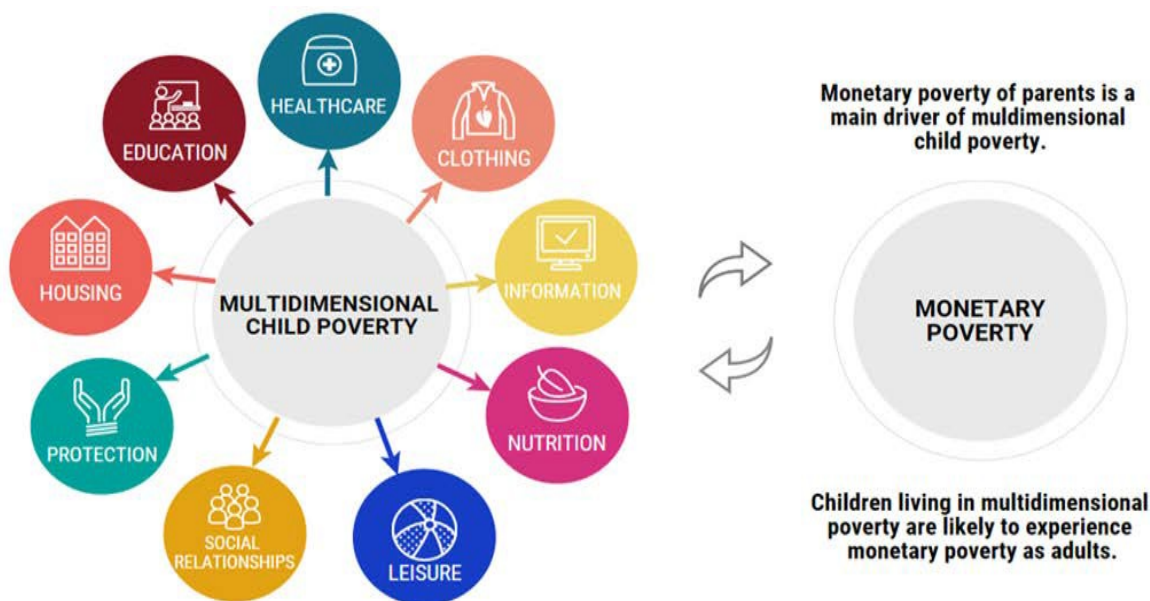 HEALTHCARE
CLOTHING
INFORMATION
NUTRITION
LEISURE
SOCIAL
RELATIONSHIPS
PROTECTION
HOUSING
EDUCATION
MULTIDIMENSIONAL
CHILD POVERTY
Monetary poverty of parents is a
main driver of muldimensional
child poverty.
MONETARY
POVERTY
Children living in multidimensional
poverty are likely to experience
monetary poverty as adults.